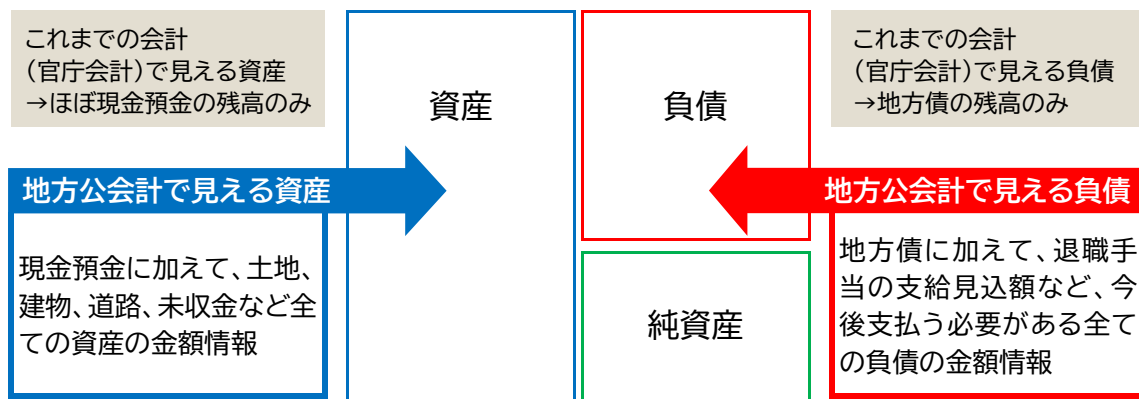 これまでの会計
(官庁会計)で見える資産
→ほぼ現金預金の残高のみ
資産
負債
これまでの会計
(官庁会計)で見える負債
→地方債の残高のみ
地方公会計で見える資産
地方公会計で見える負債
現金預金に加えて、土地、
建物、道路、未収金など全
ての資産の金額情報
純資産
地方債に加えて、退職手
当の支給見込額など、今
後支払う必要がある全て
の負債の金額情報